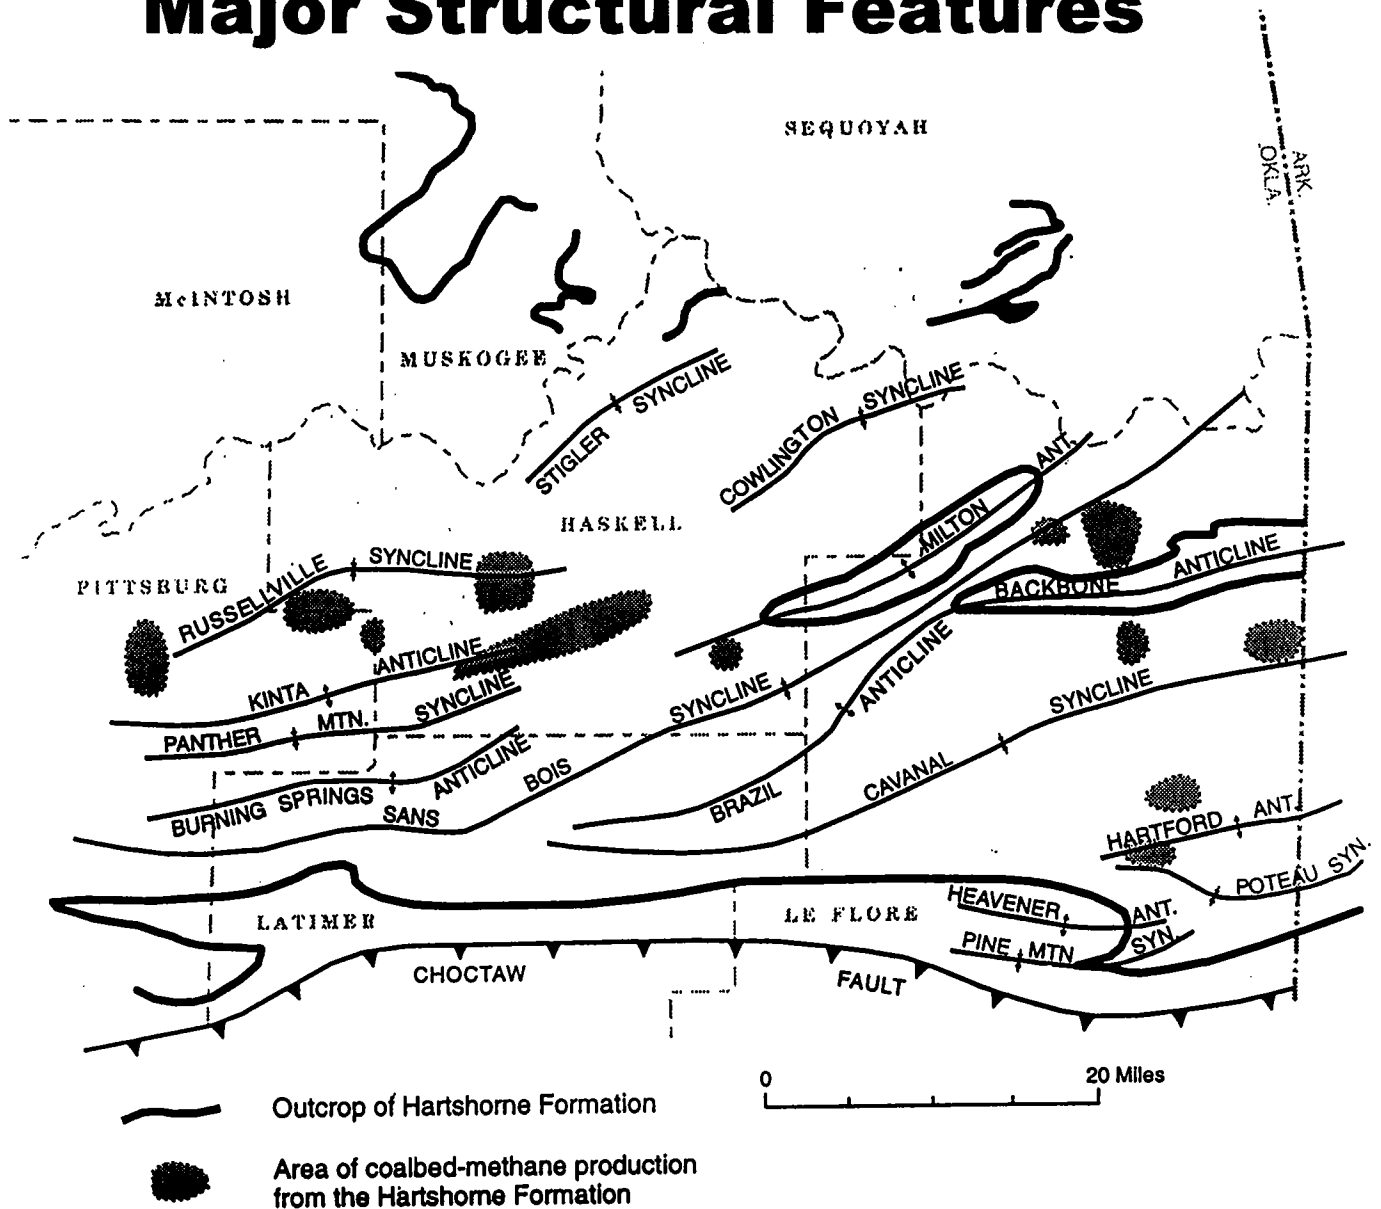 Major Structural Features
SEQUOYAH
ARK.
OKLA.
McINTOSH
MUSKOGEE
STIGLER SYNCLINE
COWLINGTON SYNCLINE
MILTON ANT.
HASKELL
PITTSBURG
RUSSELLVILLE SYNCLINE
BACKBONE ANTICLINE
KINTA ANTICLINE
PANTHER MTN. SYNCLINE
BURNING SPRINGS ANTICLINE
SANS BOIS SYNCLINE
BRAZIL ANTICLINE
CAVANAL SYNCLINE
HARTFORD ANT.
POTEAU SYN.
LATIMER
LE FLORE
HEAVENER ANT.
PINE MTN SYN.
CHOCTAW FAULT
0 20 Miles
Outcrop of Hartshorne Formation
Area of coalbed-methane production
from the Hartshorne Formation